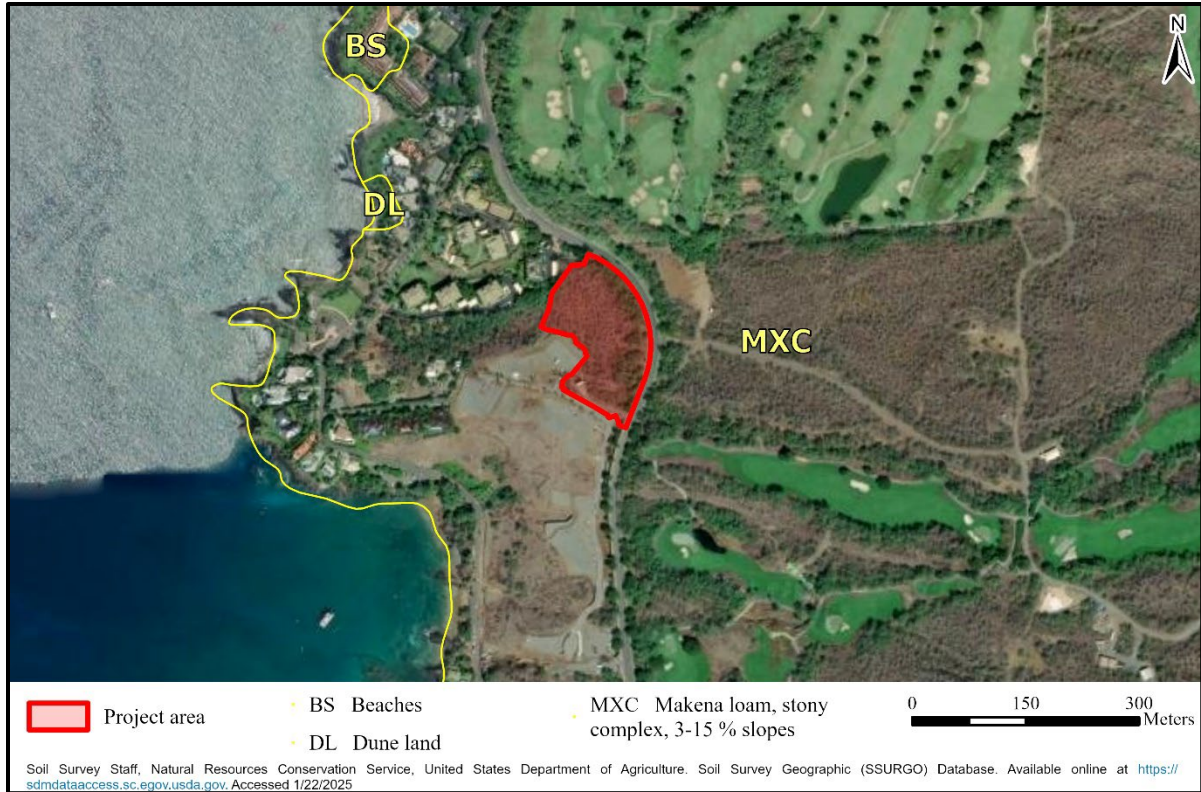 BS
N
DL
MXC
Project area
BS Beaches
DL Dune land
MXC Makena loam, stony
complex, 3-15 % slopes
0 150 300
Meters
Soil Survey Staff, Natural Resources Conservation Service, United States Department of Agriculture. Soil Survey Geographic (SSURGO) Database. Available online at https://
sdmdataaccess.sc.egov.usda.gov. Accessed 1/22/2025